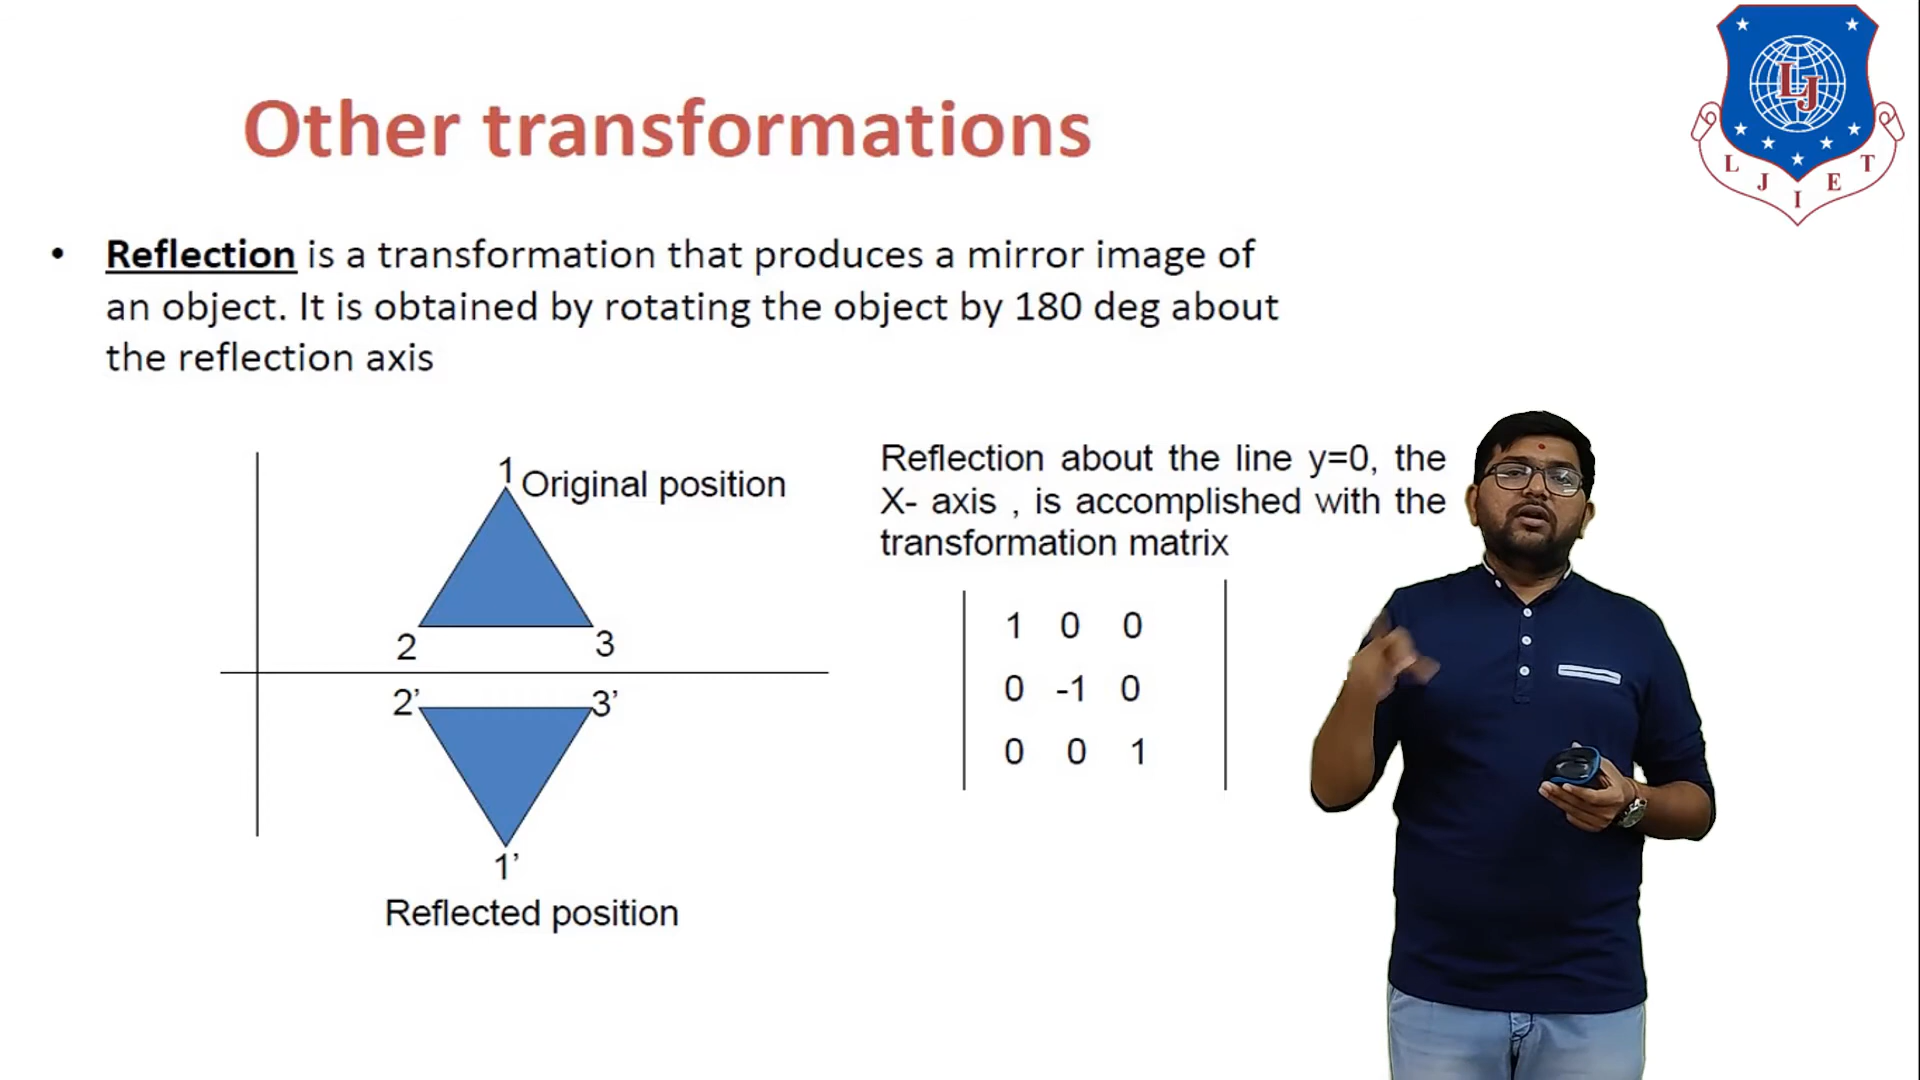 Other transformations
LJ
L J I E T
• Reflection is a transformation that produces a mirror image of
an object. It is obtained by rotating the object by 180 deg about
the reflection axis
1 Original position
2 3
2’ 3’
1’
Reflected position
Reflection about the line y=0, the
X- axis , is accomplished with the
transformation matrix
1 0 0
0 -1 0
0 0 1